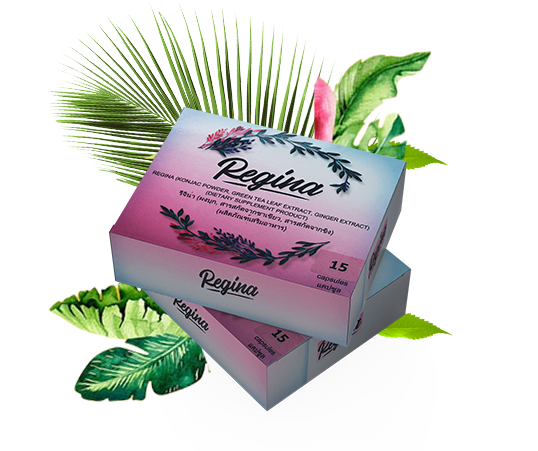 Regina
REGINA (KONJAC POWDER, GREEN TEA LEAF EXTRACT, GINGER EXTRACT)
(DIETARY SUPPLEMENT PRODUCT)
รีจิน่า (ผงบุก, สารสกัดจากชาเขียว, สารสกัดจากขิง)
(ผลิตภัณฑ์เสริมอาหาร)
15
capsules
แคปซูล
Regina
Regina
15